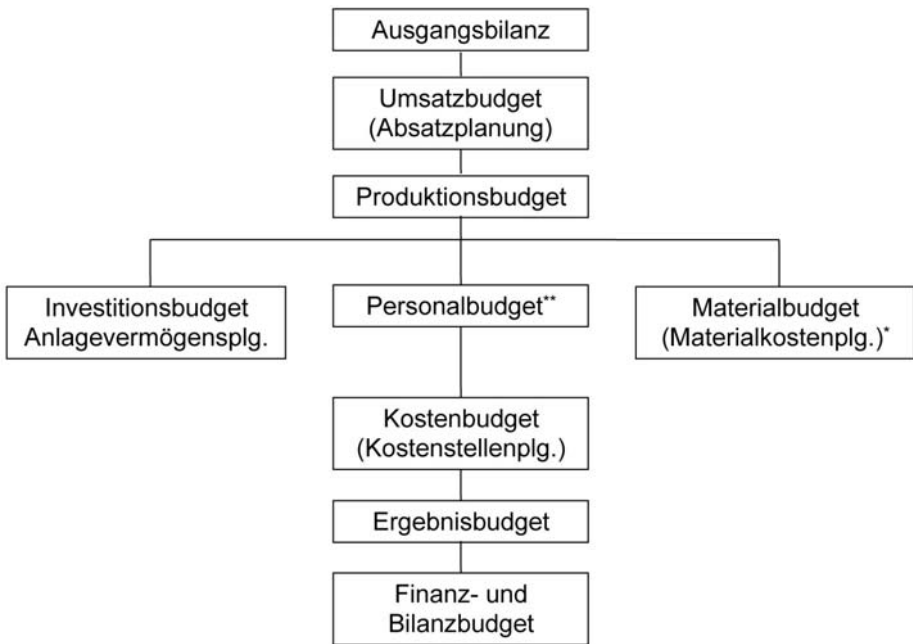 Ausgangsbilanz
Umsatzbudget
(Absatzplanung)
Produktionsbudget
Investitionsbudget
Anlagevermögensplg.
Personalbudget**
Materialbudget
(Materialkostenplg.)*
Kostenbudget
(Kostenstellenplg.)
Ergebnisbudget
Finanz- und
Bilanzbudget